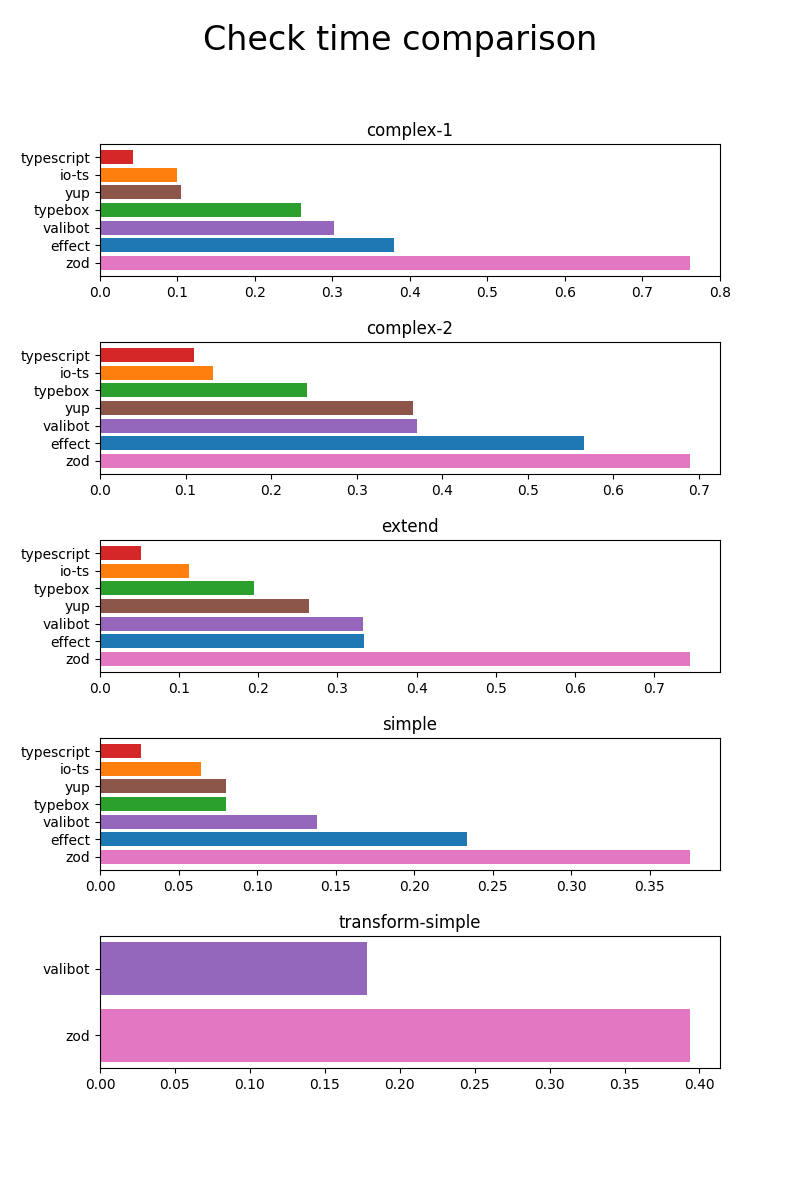 Check time comparison
complex-1
typescript
io-ts
yup
typebox
valibot
effect
zod
0.0 0.1 0.2 0.3 0.4 0.5 0.6 0.7 0.8
complex-2
typescript
io-ts
typebox
yup
valibot
effect
zod
0.0 0.1 0.2 0.3 0.4 0.5 0.6 0.7
extend
typescript
io-ts
typebox
yup
valibot
effect
zod
0.0 0.1 0.2 0.3 0.4 0.5 0.6 0.7
simple
typescript
io-ts
yup
typebox
valibot
effect
zod
0.00 0.05 0.10 0.15 0.20 0.25 0.30 0.35
transform-simple
valibot
zod
0.00 0.05 0.10 0.15 0.20 0.25 0.30 0.35 0.40